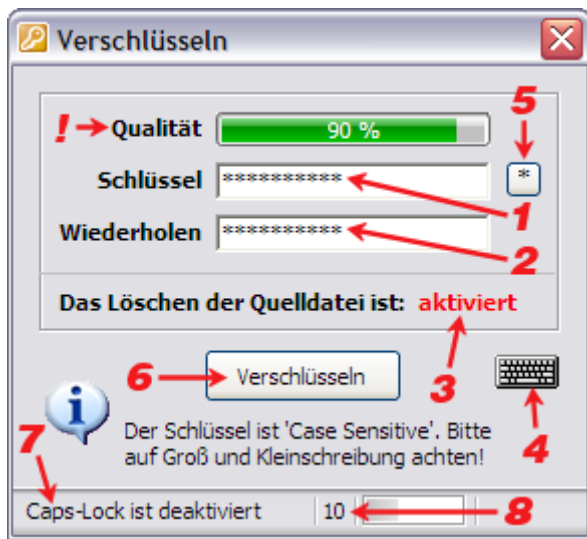 Verschlüsseln
5
! Qualität 90 %
Schlüssel ********** *
1
Wiederholen **********
2
Das Löschen der Quelldatei ist: aktiviert
6 Verschlüsseln 3
4
Der Schlüssel ist 'Case Sensitive'. Bitte
auf Groß und Kleinschreibung achten!
7
Caps-Lock ist deaktiviert 10 8